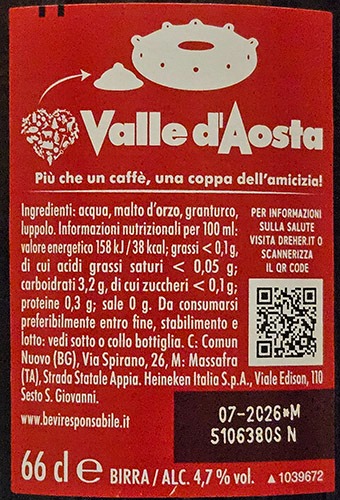 Valle d'Aosta
Più che un caffè, una coppa dell'amicizia!
Ingredienti: acqua, malto d'orzo, granturco,
luppolo. Informazioni nutrizionali per 100 ml:
valore energetico 158 kJ / 38 kcal; grassi < 0,1 g,
di cui acidi grassi saturi < 0,05 g;
carboidrati 3,2 g, di cui zuccheri < 0,1 g;
proteine 0,3 g; sale 0 g. Da consumarsi
preferibilmente entro fine, stabilimento e
lotto: vedi sotto o collo bottiglia. C: Comun
Nuovo (BG), Via Spirano, 26, M: Massafra
(TA), Strada Statale Appia. Heineken Italia S.p.A., Viale Edison, 110
Sesto S. Giovanni.
www.beviresponsabile.it
PER INFORMAZIONI
SULLA SALUTE
VISITA DREHER.IT O
SCANNERIZZA
IL QR CODE
07-2026*M
5106380S N
66 cl e BIRRA / ALC. 4,7 % vol. ▲1039672